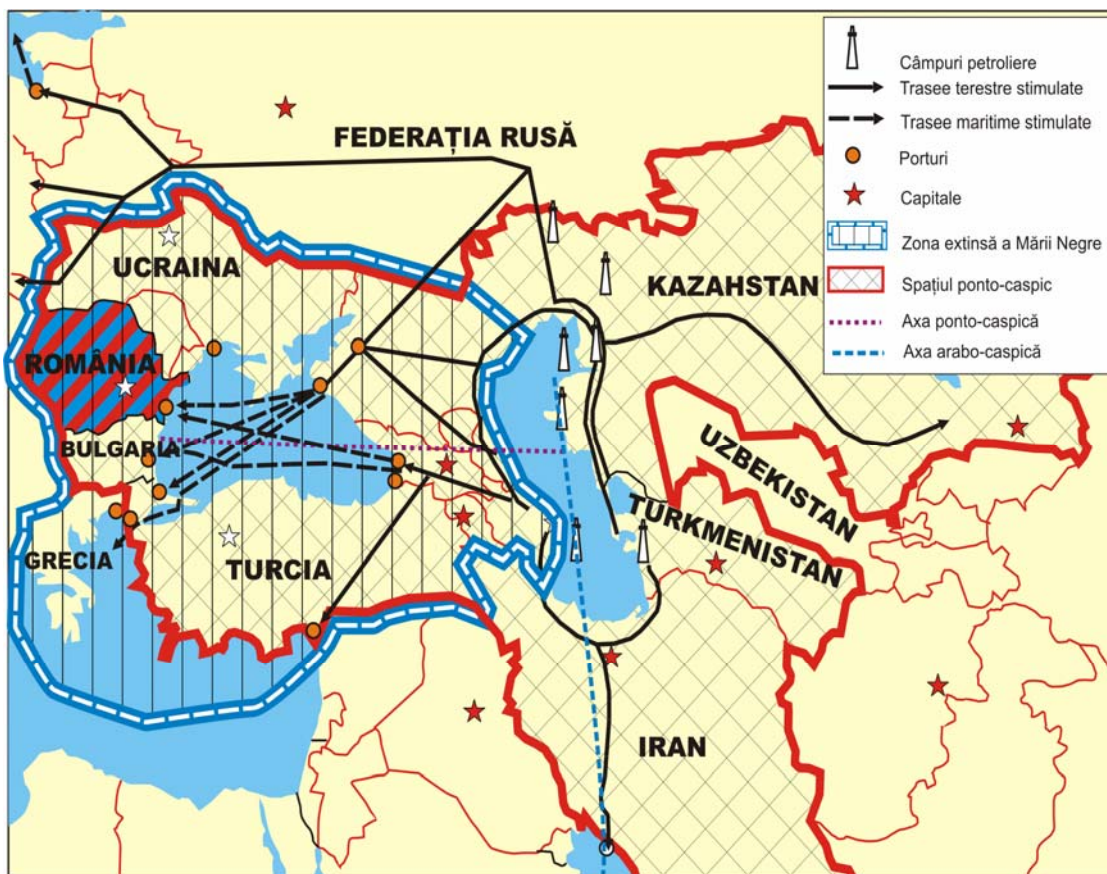 FEDERAȚIA RUSĂ
UCRAINA
KAZAHSTAN
ROMÂNIA
BULGARIA
UZBEKISTAN
TURKMENISTAN
GRECIA
TURCIA
IRAN
Câmpuri petroliere
Trasee terestre stimulate
Trasee maritime stimulate
Porturi
Capitale
Zona extinsă a Mării Negre
Spațiul ponto-caspic
Axa ponto-caspică
Axa arabo-caspică